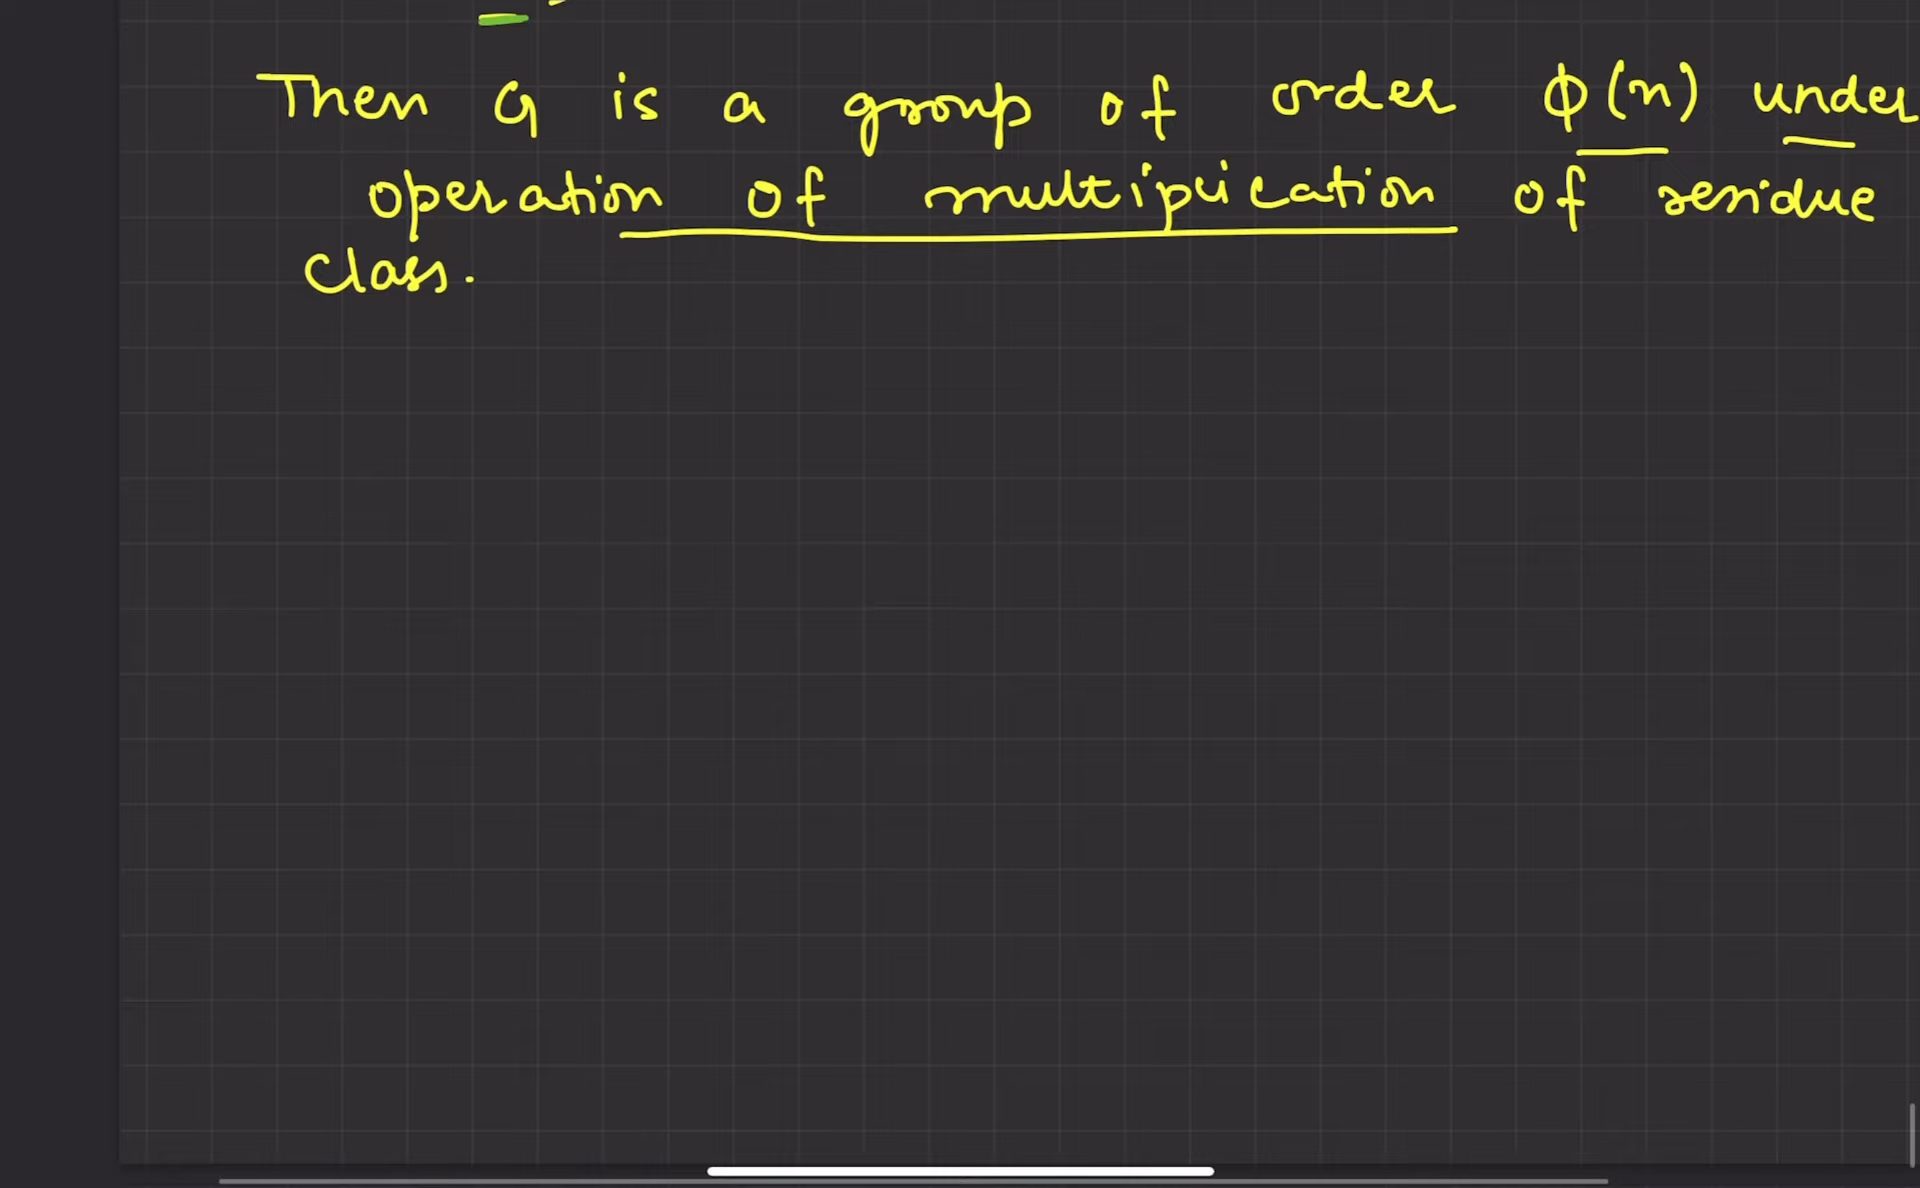 Then G is a group of order ϕ(n) under
operation of multiplication of residue
class.